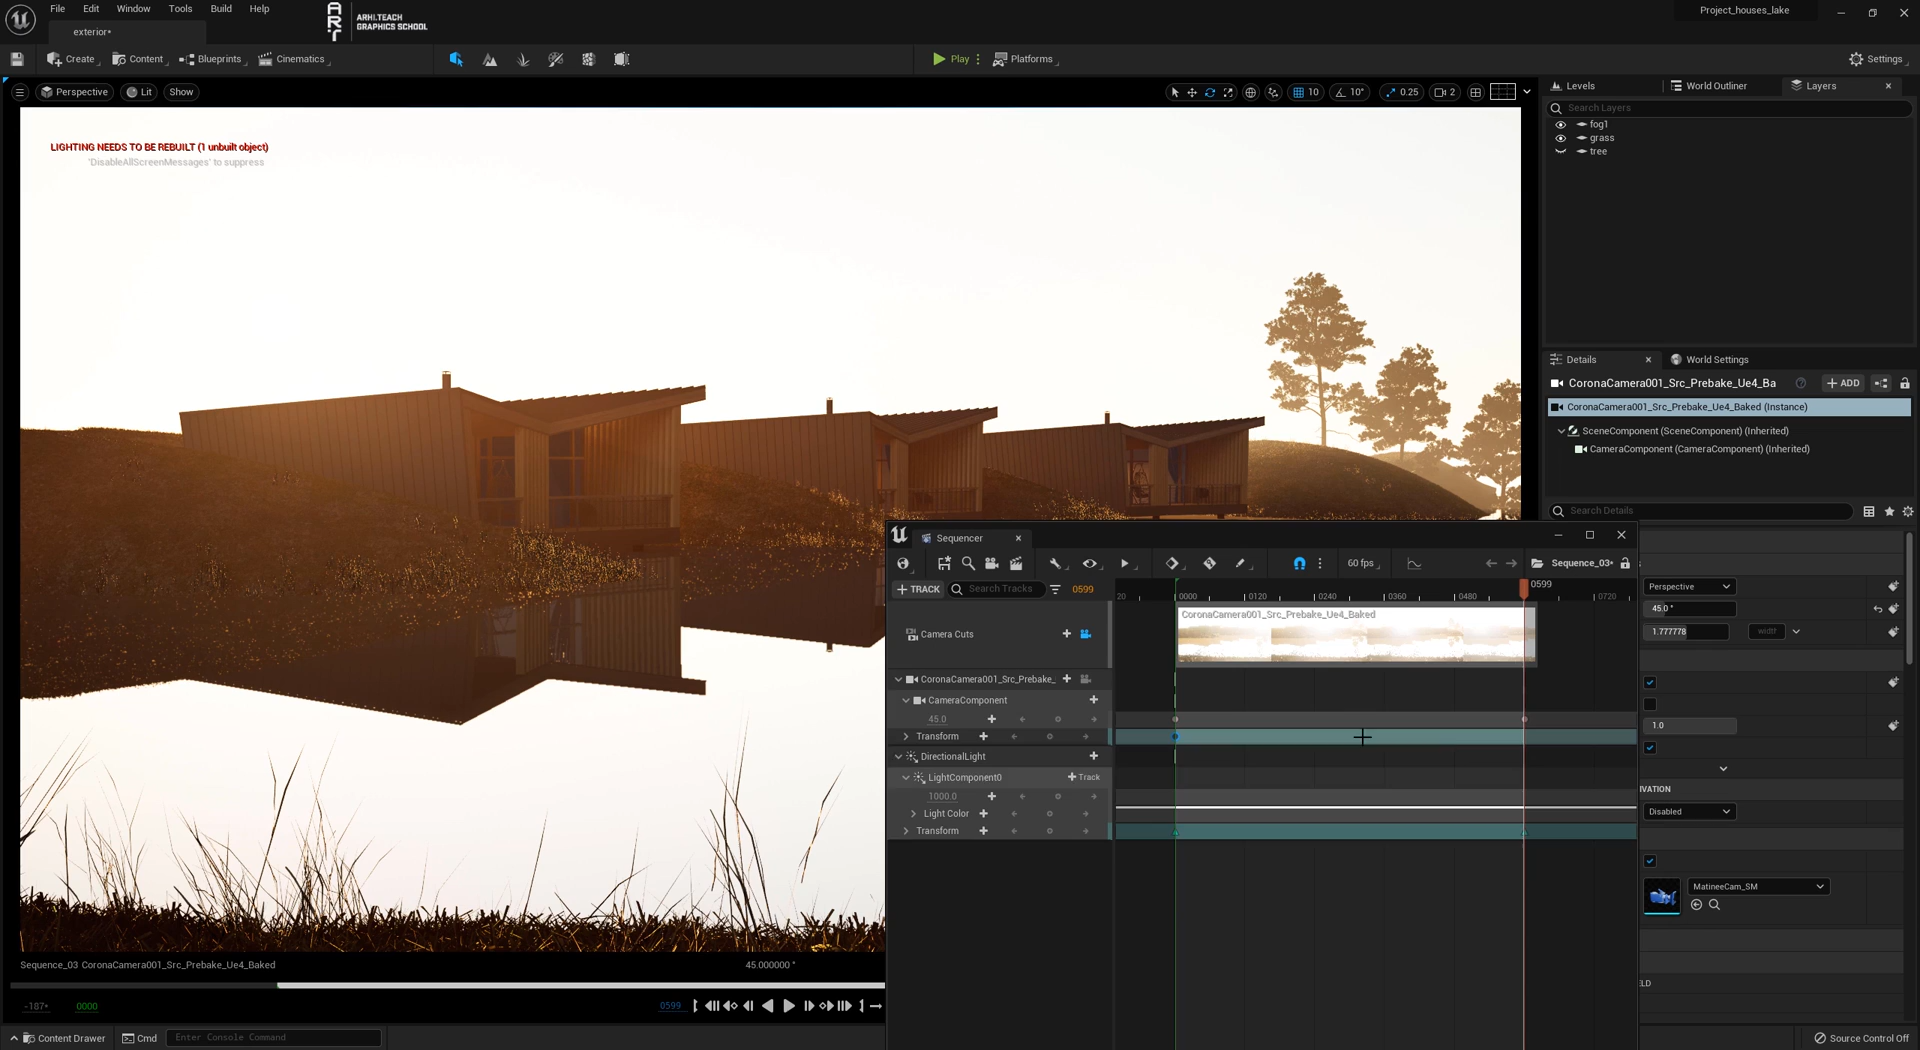 File Edit Window Tools Build Help
ARHI.TEACH
GRAPHICS SCHOOL
Project_houses_lake
exterior•
Create Content Blueprints Cinematics Play Platforms Settings
Perspective Lit Show 10 10° 0.25 2
LIGHTING NEEDS TO BE REBUILT (1 unbuilt object)
'DisableAllScreenMessages' to suppress
Levels World Outliner Layers
Search Layers
fog1
grass
tree
Details World Settings
CoronaCamera001_Src_Prebake_Ue4_Ba
+ ADD
CoronaCamera001_Src_Prebake_Ue4_Baked (Instance)
SceneComponent (SceneComponent) (Inherited)
CameraComponent (CameraComponent) (Inherited)
Search Details
Sequencer
60 fps
Sequence_03•
+ TRACK Search Tracks 0599
20 0000 0120 0240 0360 0480 0599 0720
Camera Cuts
CoronaCamera001_Src_Prebake_Ue4_Baked
CoronaCamera001_Src_Prebake_
CameraComponent
45.0
Transform
DirectionalLight
LightComponent0 + Track
1000.0
Light Color
Transform
Perspective
45.0 °
1.777778 width
1.0
IVATION
Disabled
MatineeCam_SM
ELD
Sequence_03 CoronaCamera001_Src_Prebake_Ue4_Baked 45.000000 °
-187• 0000 0599
Content Drawer Cmd Enter Console Command Source Control Off